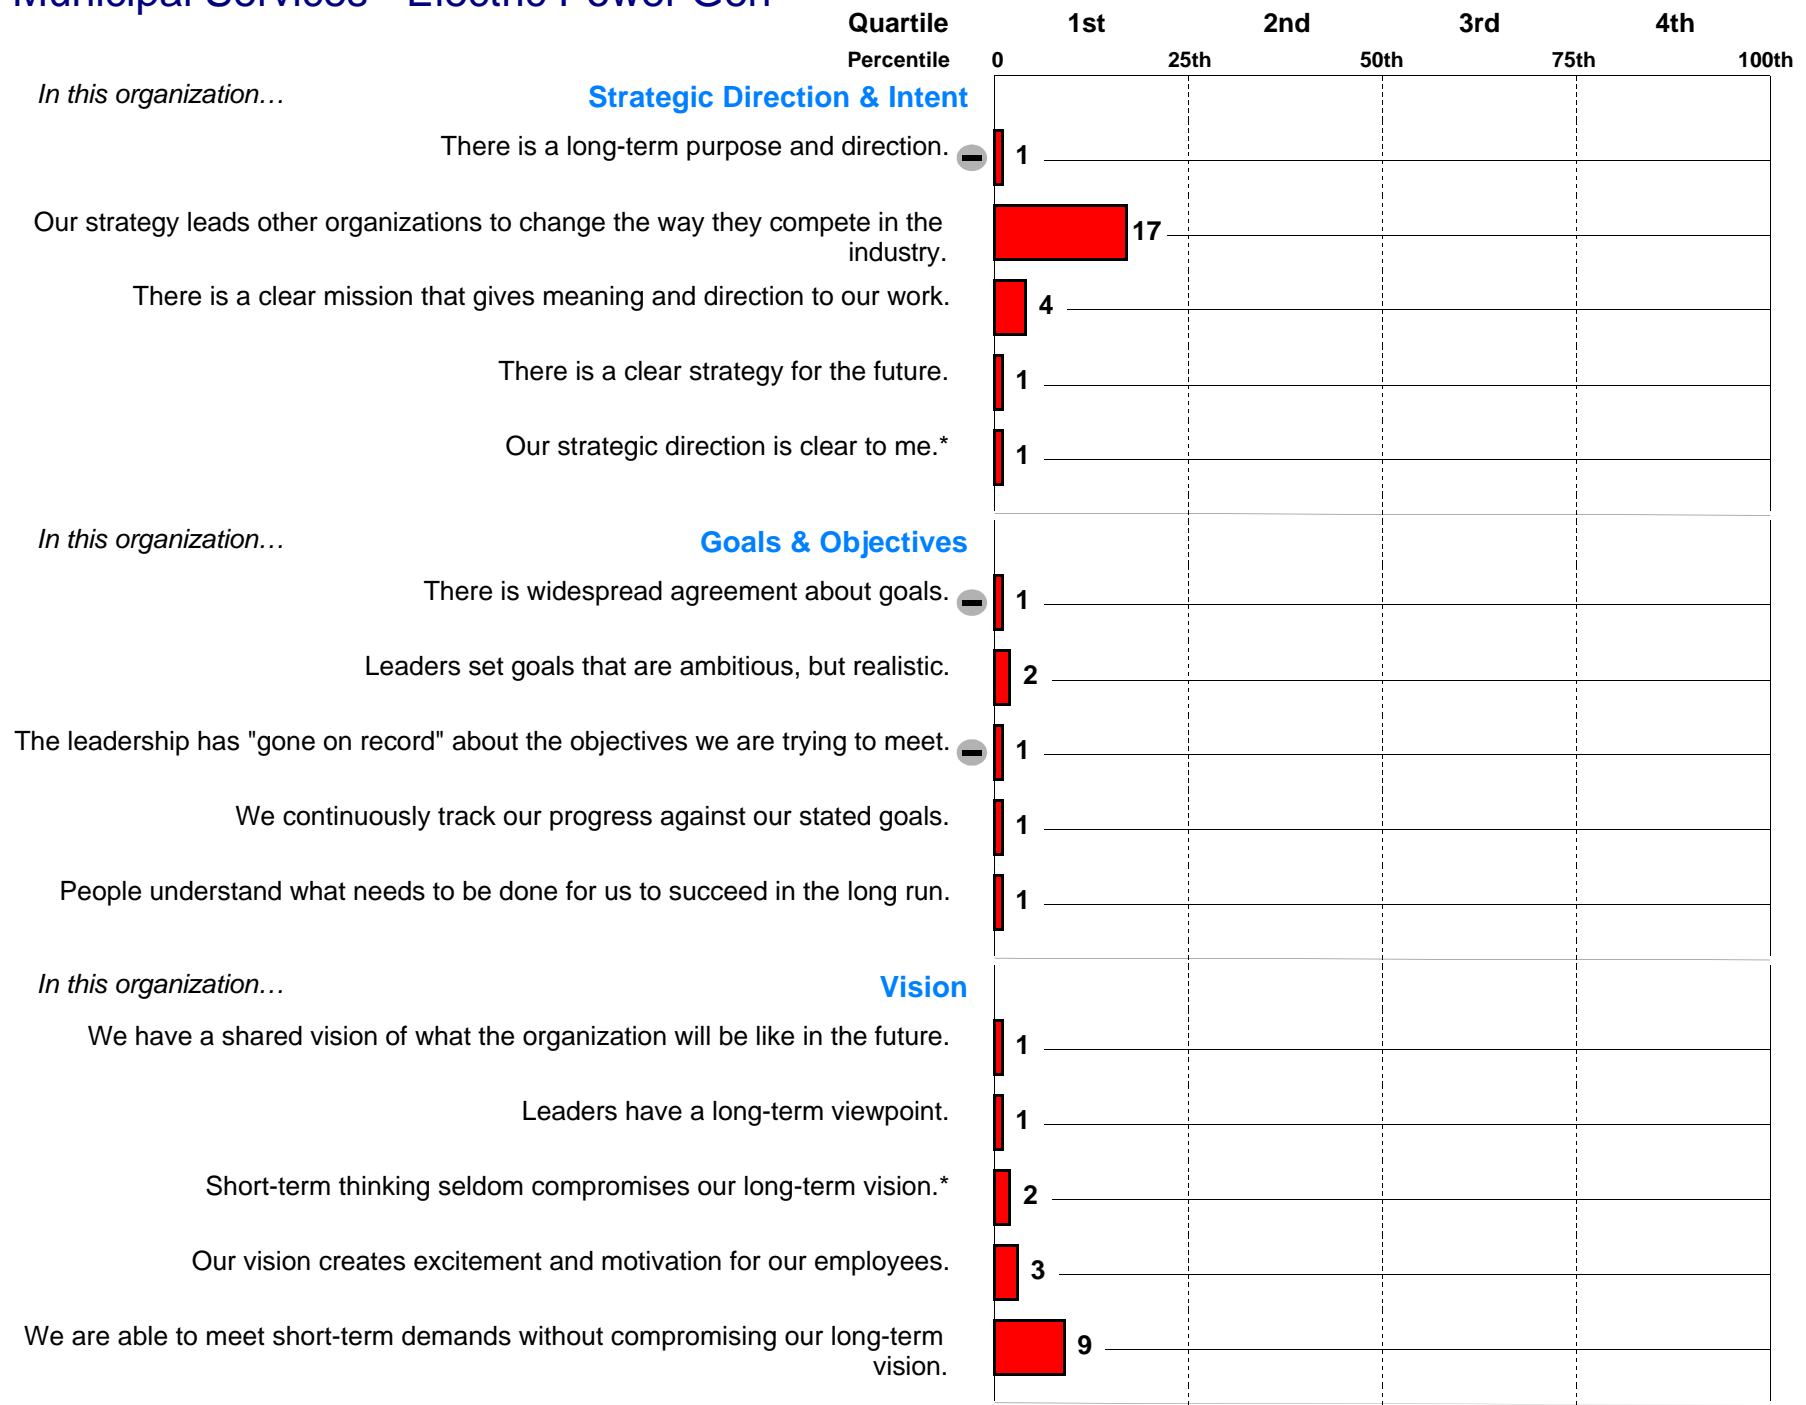 Municipal Services - Electric Power Gen
Quartile 1st 2nd 3rd 4th
Percentile 0 25th 50th 75th 100th
In this organization… Strategic Direction & Intent
There is a long-term purpose and direction. 1
Our strategy leads other organizations to change the way they compete in the
industry. 17
There is a clear mission that gives meaning and direction to our work. 4
There is a clear strategy for the future. 1
Our strategic direction is clear to me.* 1
In this organization… Goals & Objectives
There is widespread agreement about goals. 1
Leaders set goals that are ambitious, but realistic. 2
The leadership has "gone on record" about the objectives we are trying to meet. 1
We continuously track our progress against our stated goals. 1
People understand what needs to be done for us to succeed in the long run. 1
In this organization… Vision
We have a shared vision of what the organization will be like in the future. 1
Leaders have a long-term viewpoint. 1
Short-term thinking seldom compromises our long-term vision.* 2
Our vision creates excitement and motivation for our employees. 3
We are able to meet short-term demands without compromising our long-term
vision. 9